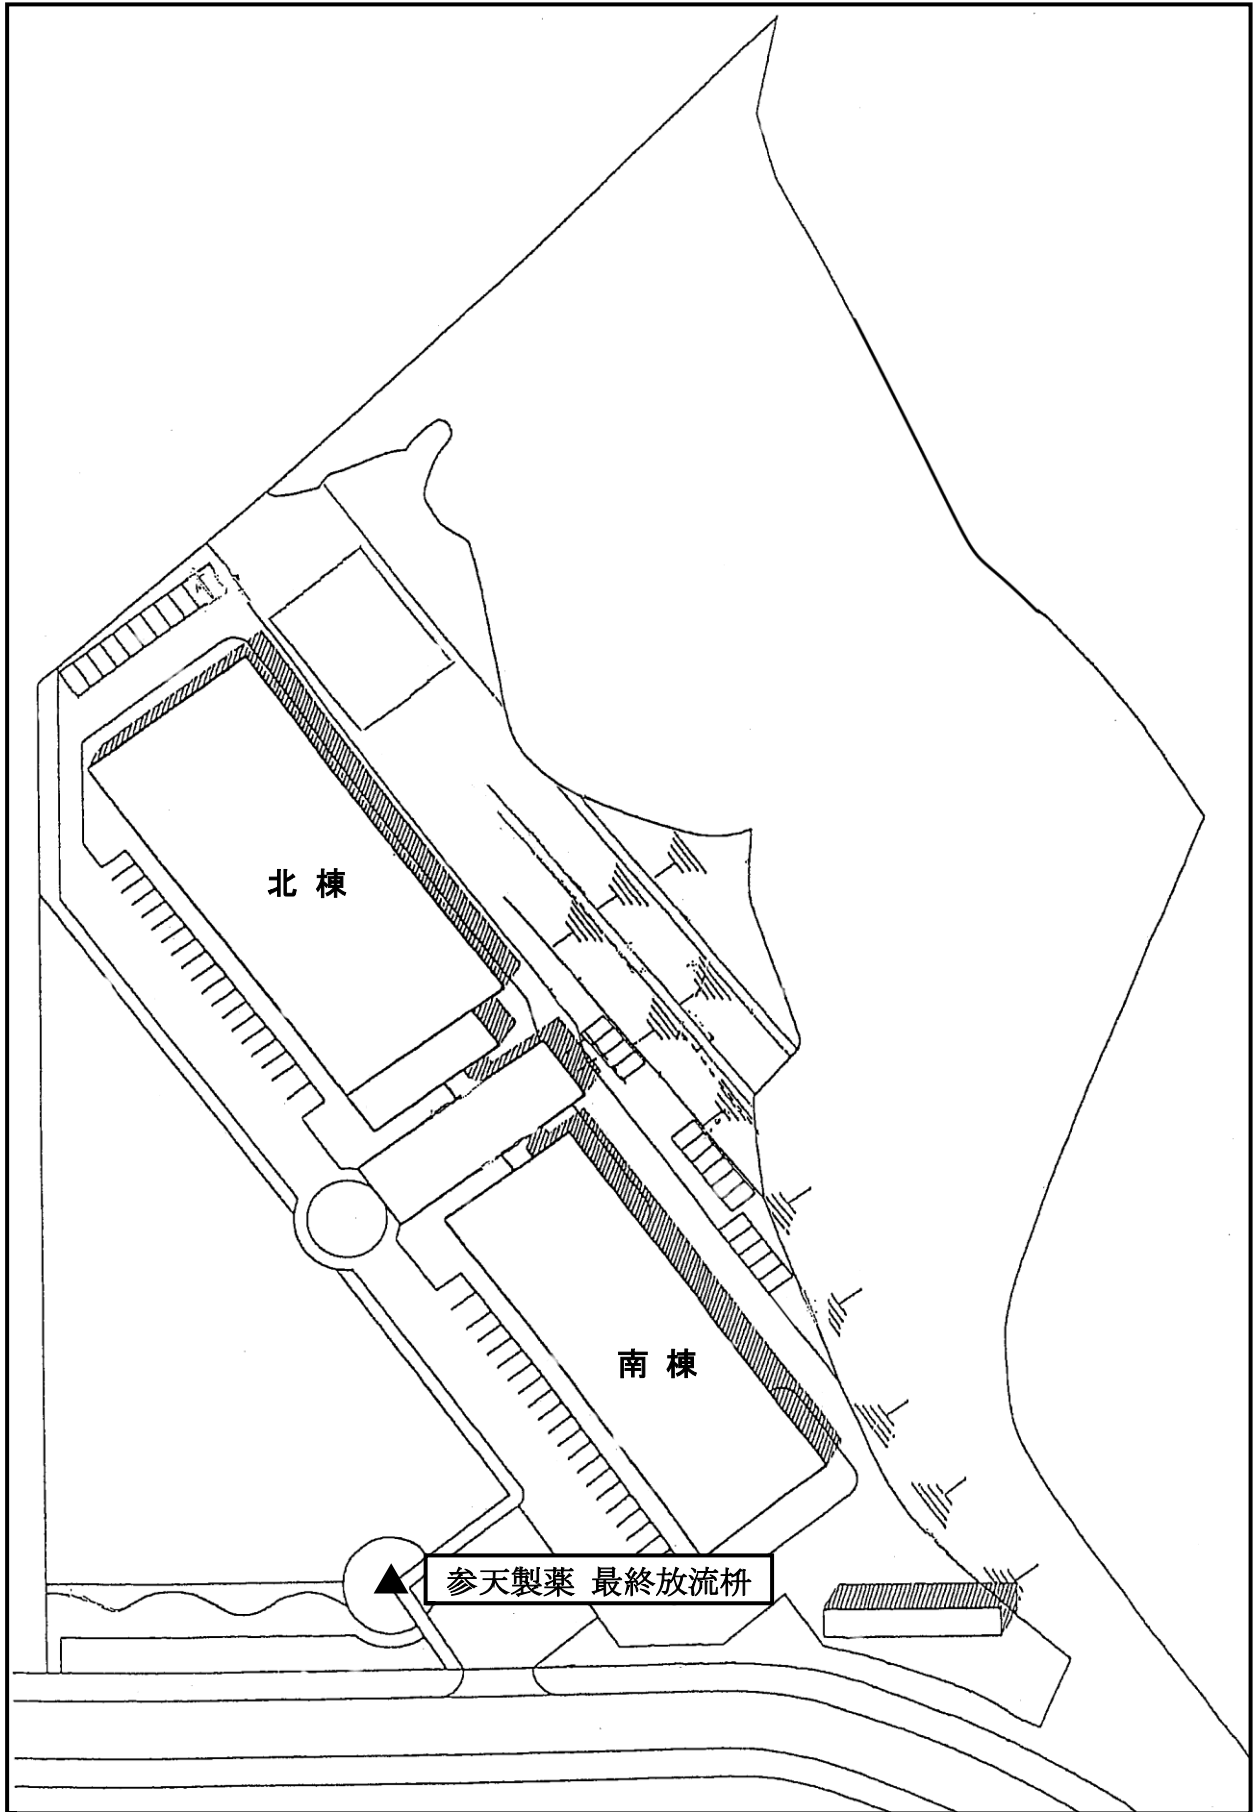 北 棟
南 棟
参天製薬 最終放流枡